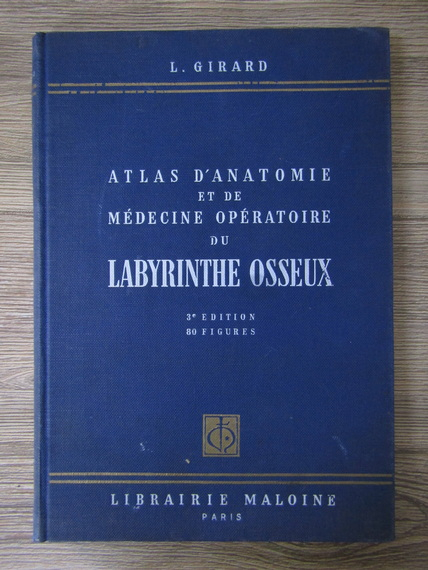 L. GIRARD
ATLAS D'ANATOMIE
ET DE
MÉDECINE OPÉRATOIRE
DU
LABYRINTHE OSSEUX
3e EDITION
80 FIGURES
LIBRAIRIE MALOINE
PARIS